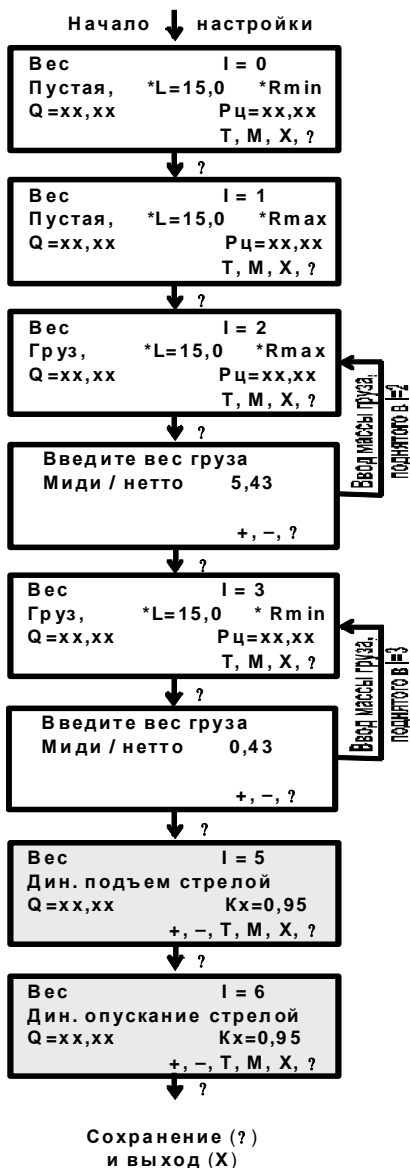 Начало настройки
Вес I = 0
Пустая, *L=15,0 *Rmin
Q=xx,xx Рц=xx,xx
Т, М, Х, ?
?
Вес I = 1
Пустая, *L=15,0 *Rmax
Q=xx,xx Рц=xx,xx
Т, М, Х, ?
?
Вес I = 2
Груз, *L=15,0 *Rmax
Q=xx,xx Рц=xx,xx
Т, М, Х, ?
?
Введите вес груза
Миди / нетто 5,43
+, –, ?
Ввод массы груза,
поднятого в I=2
?
Вес I = 3
Груз, *L=15,0 * Rmin
Q=xx,xx Рц=xx,xx
Т, М, Х, ?
?
Введите вес груза
Миди / нетто 0,43
+, –, ?
Ввод массы груза,
поднятого в I=3
?
Вес I = 5
Дин. подъем стрелой
Q=xx,xx Кх=0,95
+, –, Т, М, Х, ?
?
Вес I = 6
Дин. опускание стрелой
Q=xx,xx Кх=0,95
+, –, Т, М, Х, ?
?
Сохранение (?)
и выход (Х)